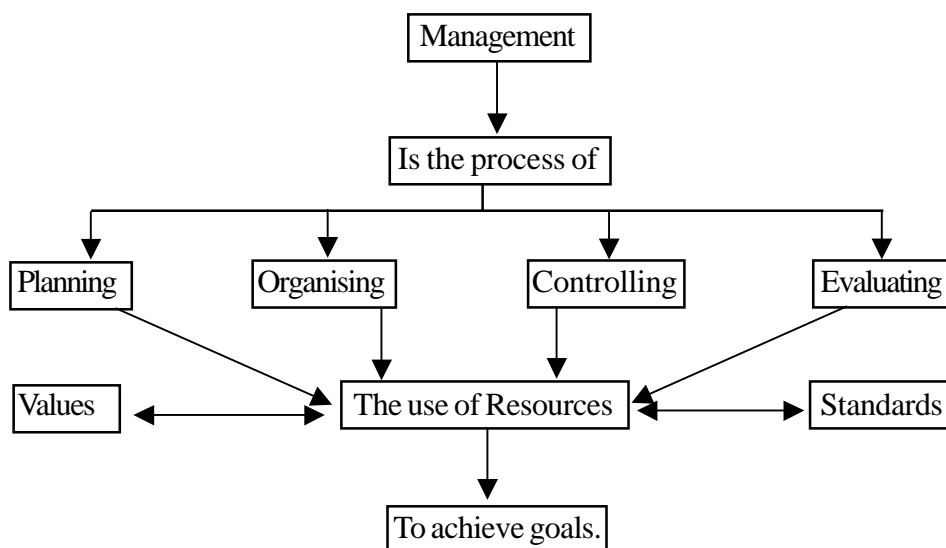 Management
Is the process of
Planning
Organising
Controlling
Evaluating
Values
The use of Resources
Standards
To achieve goals.